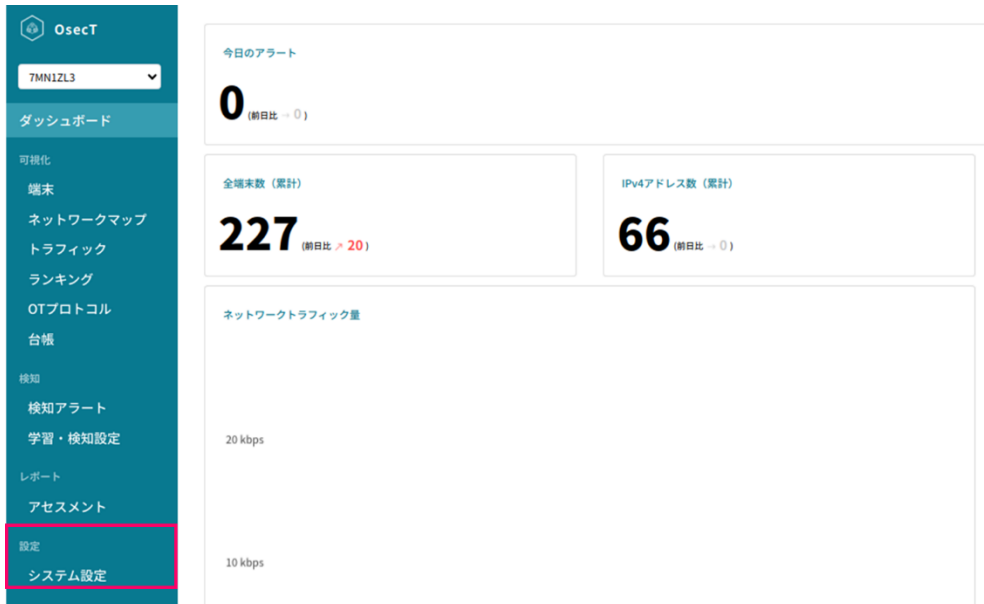 OsecT
7MN1ZL3
ダッシュボード
可視化
端末
ネットワークマップ
トラフィック
ランキング
OTプロトコル
台帳
検知
検知アラート
学習・検知設定
レポート
アセスメント
設定
システム設定
今日のアラート
0 (前日比 → 0 )
全端末数（累計）
227 (前日比 ↗ 20 )
IPv4アドレス数（累計）
66 (前日比 → 0 )
ネットワークトラフィック量
20 kbps
10 kbps